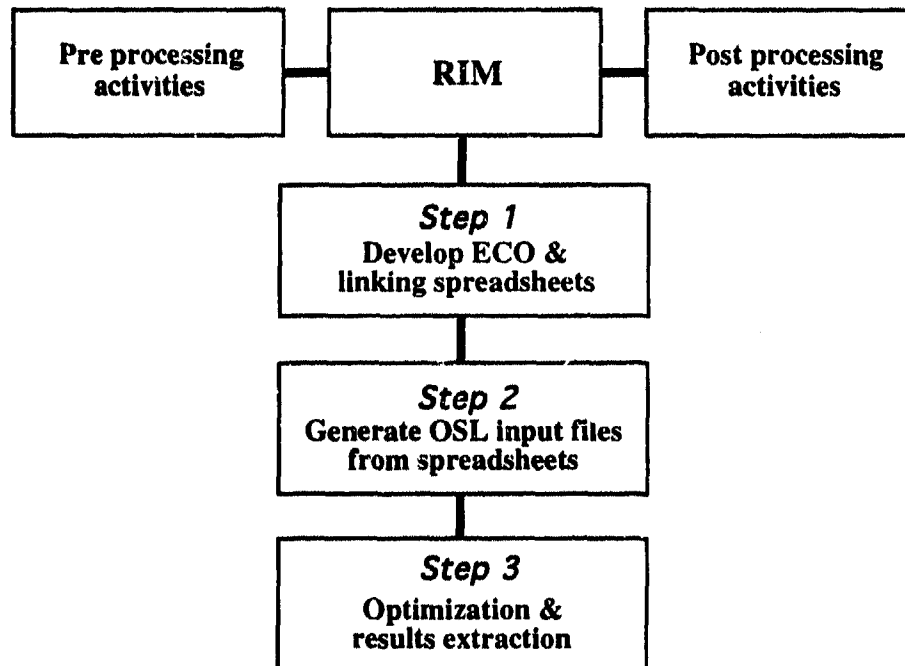 Pre processing
activities
RIM
Post processing
activities
Step 1
Develop ECO &
linking spreadsheets
Step 2
Generate OSL input files
from spreadsheets
Step 3
Optimization &
results extraction